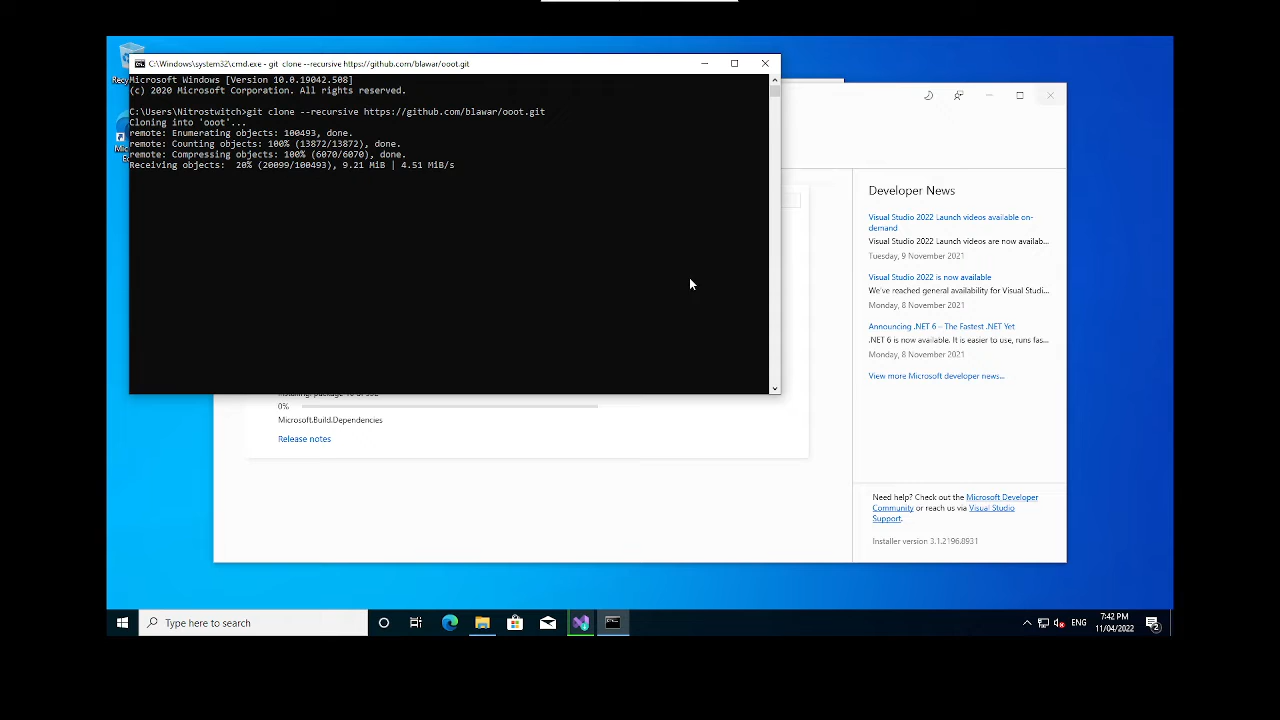 Recy
C:\Windows\system32\cmd.exe - git  clone --recursive https://github.com/blawar/ooot.git
Microsoft Windows [Version 10.0.19042.508]
(c) 2020 Microsoft Corporation. All rights reserved.
C:\Users\Nitrostwitch>git clone --recursive https://github.com/blawar/ooot.git
Cloning into 'ooot'...
remote: Enumerating objects: 100493, done.
remote: Counting objects: 100% (13872/13872), done.
remote: Compressing objects: 100% (6070/6070), done.
Receiving objects:  20% (20099/100493), 9.21 MiB | 4.51 MiB/s
Mic
E
0%
Microsoft.Build.Dependencies
Release notes
Developer News
Visual Studio 2022 Launch videos available on-
demand
Visual Studio 2022 Launch videos are now availab...
Tuesday, 9 November 2021
Visual Studio 2022 is now available
We've reached general availability for Visual Studi...
Monday, 8 November 2021
Announcing .NET 6 – The Fastest .NET Yet
.NET 6 is now available. It is easier to use, runs fas...
Monday, 8 November 2021
View more Microsoft developer news...
Need help? Check out the Microsoft Developer
Community or reach us via Visual Studio
Support.
Installer version 3.1.2196.8931
Type here to search
ENG
7:42 PM
11/04/2022
2